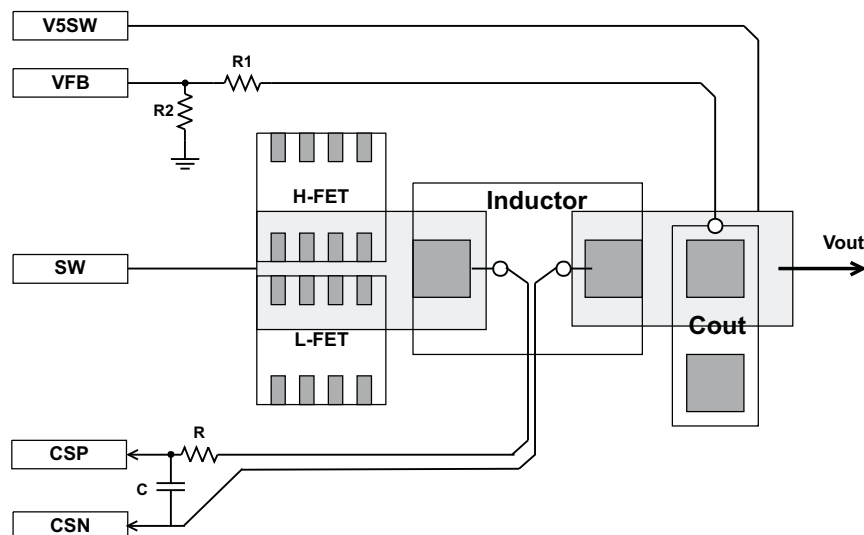 V5SW
VFB
R1
R2
H-FET
Inductor
SW
Vout
L-FET
Cout
CSP
R
C
CSN